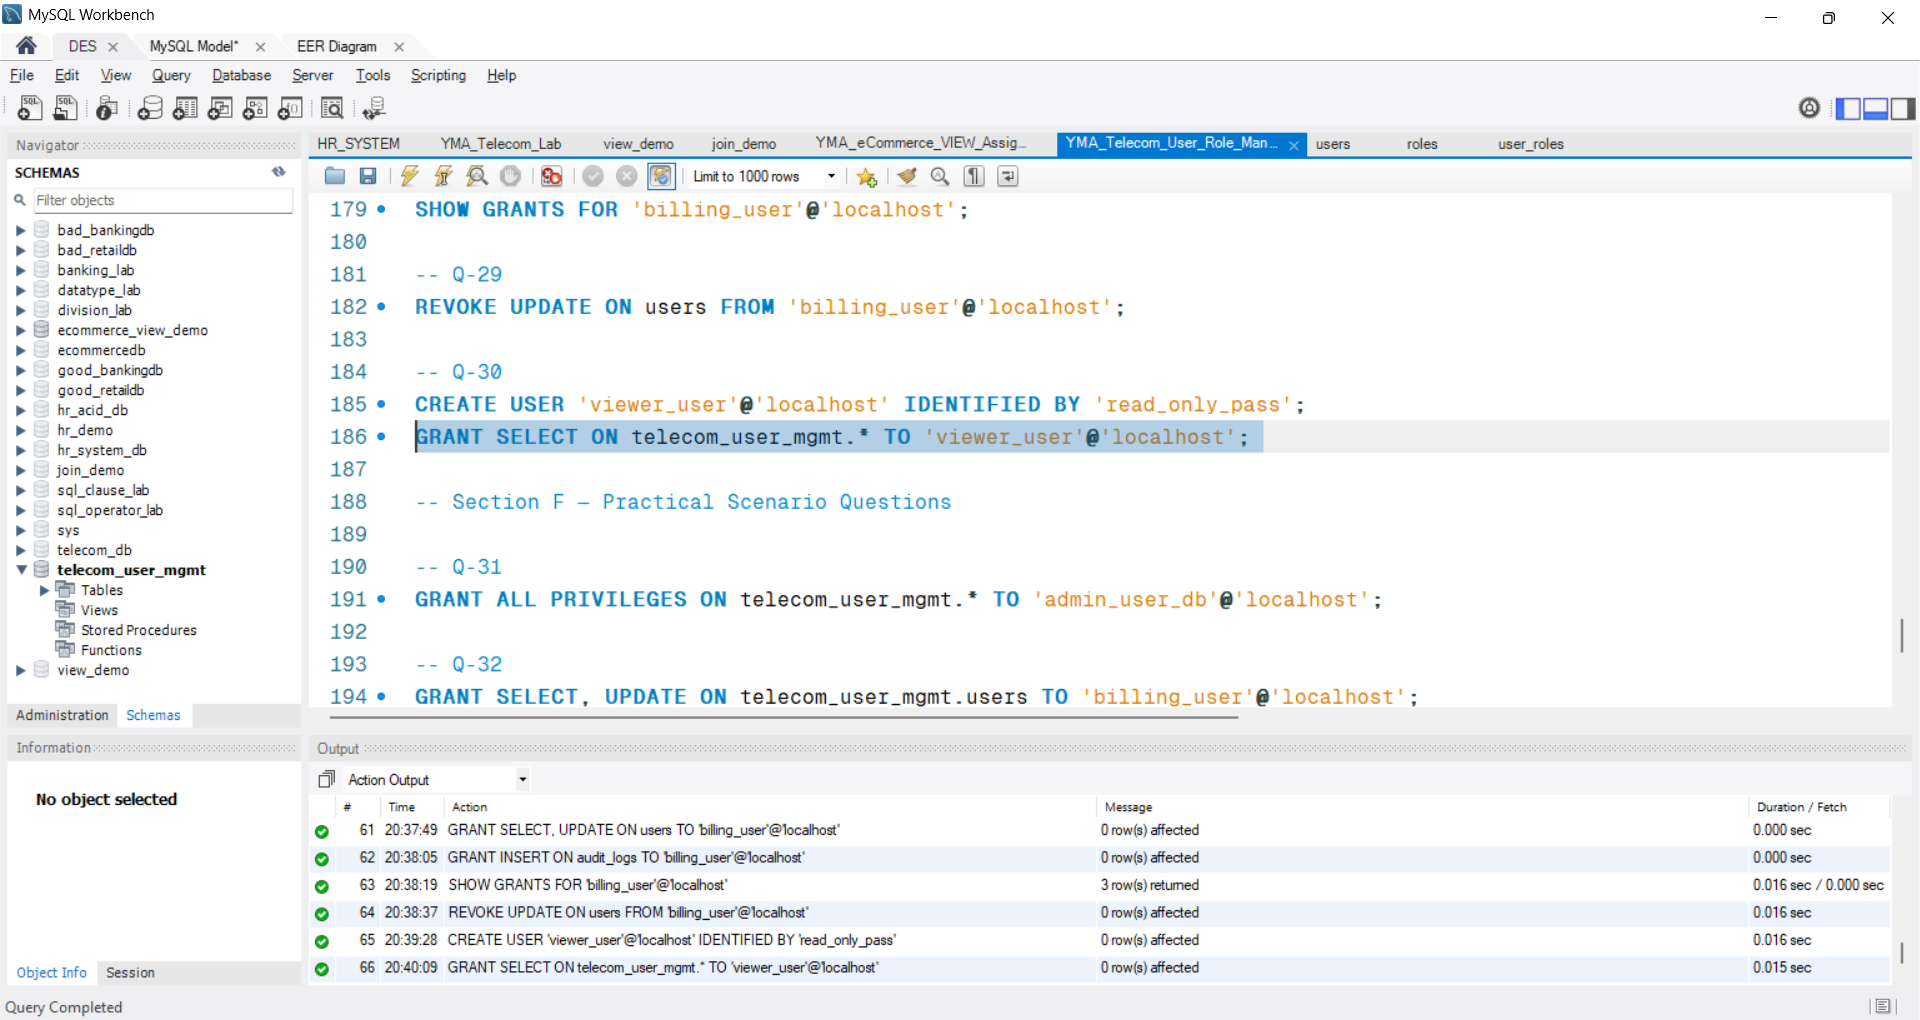 MySQL Workbench
DES
MySQL Model*
EER Diagram
File Edit View Query Database Server Tools Scripting Help
Navigator
SCHEMAS
Filter objects
bad_bankingdb
bad_retaildb
banking_lab
datatype_lab
division_lab
ecommerce_view_demo
ecommercedb
good_bankingdb
good_retaildb
hr_acid_db
hr_demo
hr_system_db
join_demo
sql_clause_lab
sql_operator_lab
sys
telecom_db
telecom_user_mgmt
Tables
Views
Stored Procedures
Functions
view_demo
Administration Schemas
Information
No object selected
Object Info Session
HR_SYSTEM YMA_Telecom_Lab view_demo join_demo YMA_eCommerce_VIEW_Assig... YMA_Telecom_User_Role_Man... users roles user_roles
Limit to 1000 rows
179 SHOW GRANTS FOR 'billing_user'@'localhost';
180
181 -- Q-29
182 REVOKE UPDATE ON users FROM 'billing_user'@'localhost';
183
184 -- Q-30
185 CREATE USER 'viewer_user'@'localhost' IDENTIFIED BY 'read_only_pass';
186 GRANT SELECT ON telecom_user_mgmt.* TO 'viewer_user'@'localhost';
187
188 -- Section F – Practical Scenario Questions
189
190 -- Q-31
191 GRANT ALL PRIVILEGES ON telecom_user_mgmt.* TO 'admin_user_db'@'localhost';
192
193 -- Q-32
194 GRANT SELECT, UPDATE ON telecom_user_mgmt.users TO 'billing_user'@'localhost';
Output
Action Output
# Time Action Message Duration / Fetch
61 20:37:49 GRANT SELECT, UPDATE ON users TO 'billing_user'@'localhost' 0 row(s) affected 0.000 sec
62 20:38:05 GRANT INSERT ON audit_logs TO 'billing_user'@'localhost' 0 row(s) affected 0.000 sec
63 20:38:19 SHOW GRANTS FOR 'billing_user'@'localhost' 3 row(s) returned 0.016 sec / 0.000 sec
64 20:38:37 REVOKE UPDATE ON users FROM 'billing_user'@'localhost' 0 row(s) affected 0.016 sec
65 20:39:28 CREATE USER 'viewer_user'@'localhost' IDENTIFIED BY 'read_only_pass' 0 row(s) affected 0.016 sec
66 20:40:09 GRANT SELECT ON telecom_user_mgmt.* TO 'viewer_user'@'localhost' 0 row(s) affected 0.015 sec
Query Completed